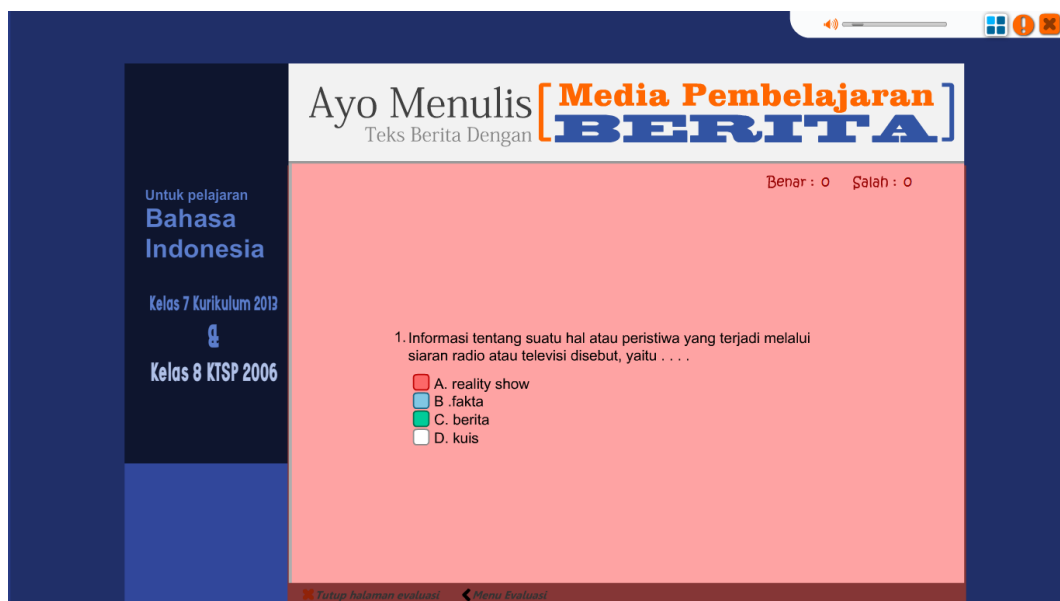 Ayo Menulis
Teks Berita Dengan
Media Pembelajaran
BERITA
Untuk pelajaran
Bahasa
Indonesia
Kelas 7 Kurikulum 2013
&
Kelas 8 KTSP 2006
Benar : 0 Salah : 0
1. Informasi tentang suatu hal atau peristiwa yang terjadi melalui
siaran radio atau televisi disebut, yaitu . . . .
A. reality show
B .fakta
C. berita
D. kuis
Tutup halaman evaluasi Menu Evaluasi